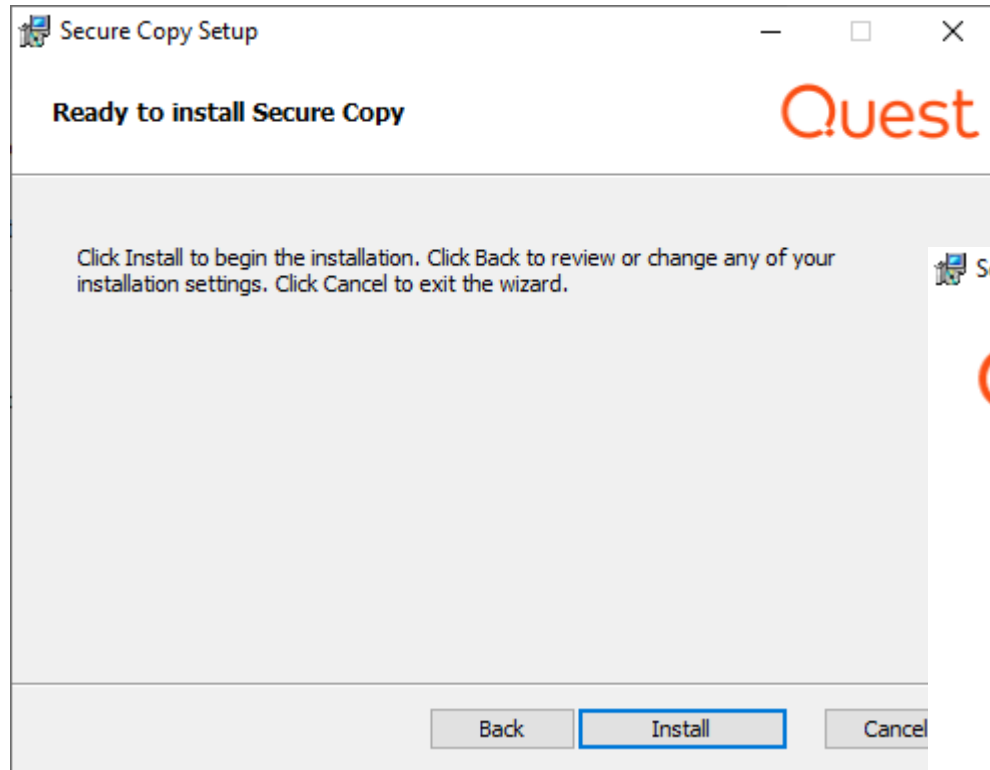 Secure Copy Setup
Ready to install Secure Copy
Quest
Click Install to begin the installation. Click Back to review or change any of your
installation settings. Click Cancel to exit the wizard.
Back
Install
Cancel